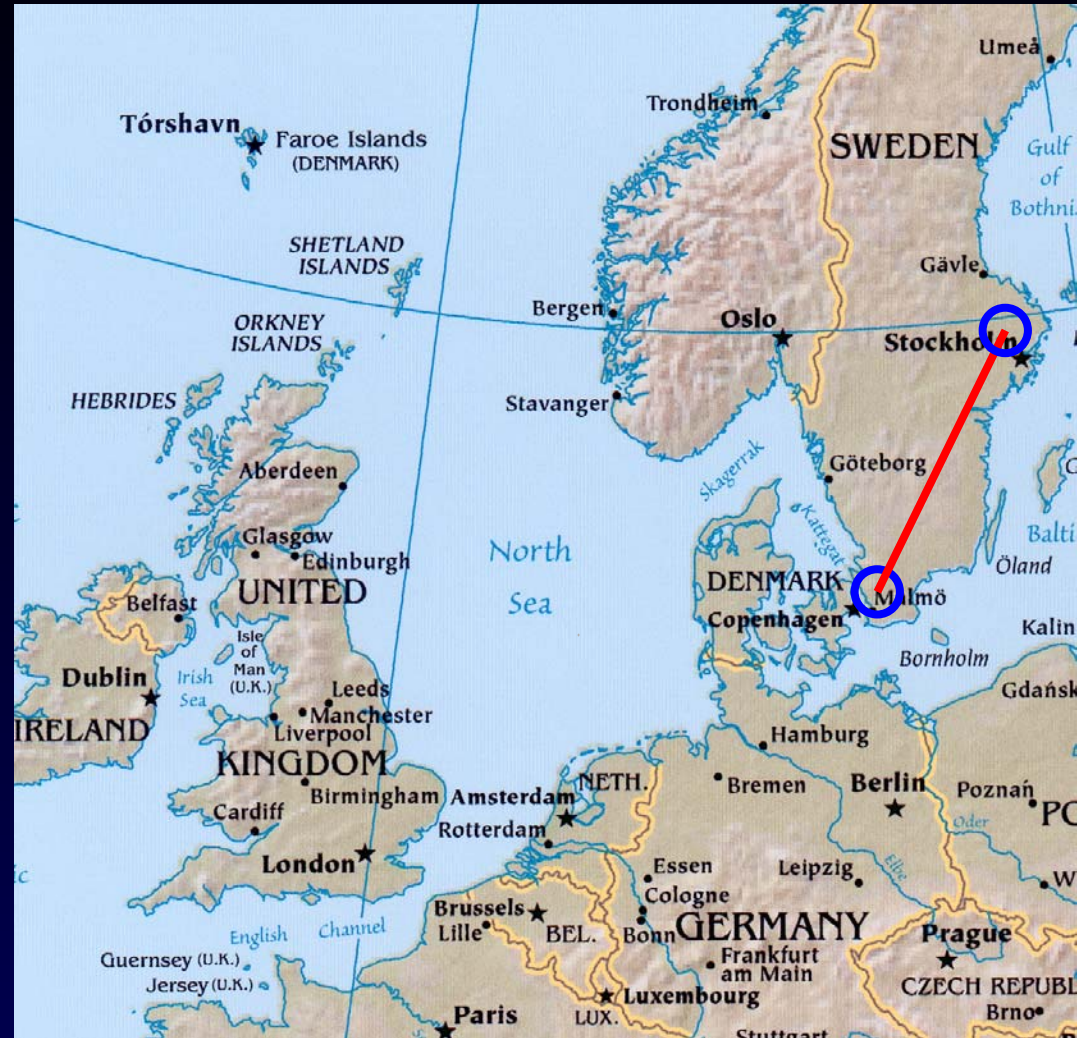 Umeå
Trondheim
Tórshavn
Faroe Islands
(DENMARK)
SWEDEN
Gulf
of
SHETLAND
ISLANDS
Gävle
Bergen
Oslo
ORKNEY
ISLANDS
Stockholm
HEBRIDES
Stavanger
Aberdeen
Skagerrak
Göteborg
Kattegat
Glasgow
Edinburgh
North
Sea
UNITED
Öland
DENMARK
Malmö
Copenhagen
Belfast
Isle
of
Man
(U.K.)
Irish
Sea
Dublin
IRELAND
Bornholm
Leeds
Manchester
Liverpool
KINGDOM
Birmingham
Cardiff
London
Hamburg
NETH.
Bremen
Berlin
Poznań
Amsterdam
Rotterdam
Oder
Essen
Leipzig
Elbe
Cologne
Brussels
Lille
BEL.
Bonn
GERMANY
Prague
English Channel
Guernsey (U.K.)
Jersey (U.K.)
Frankfurt
am Main
Luxembourg
LUX.
Paris
Brno